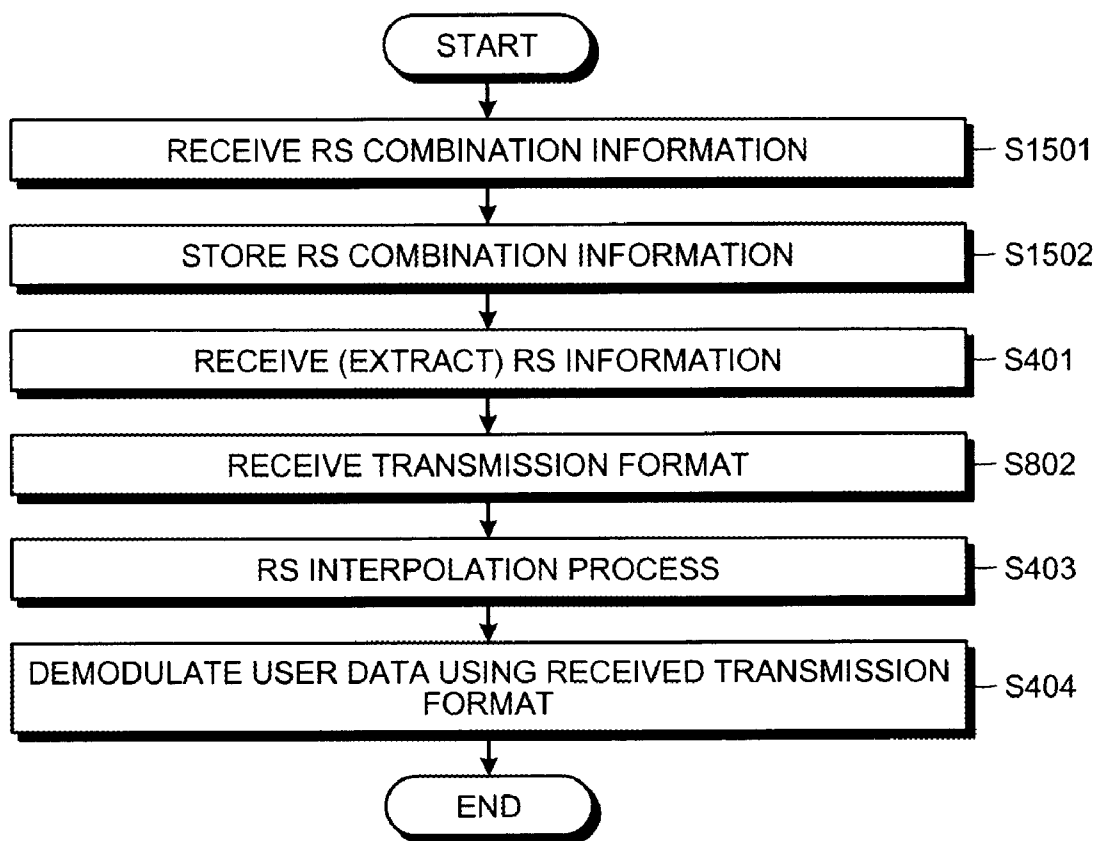 START
RECEIVE RS COMBINATION INFORMATION
S1501
STORE RS COMBINATION INFORMATION
S1502
RECEIVE (EXTRACT) RS INFORMATION
S401
RECEIVE TRANSMISSION FORMAT
S802
RS INTERPOLATION PROCESS
S403
DEMODULATE USER DATA USING RECEIVED TRANSMISSION
FORMAT
S404
END